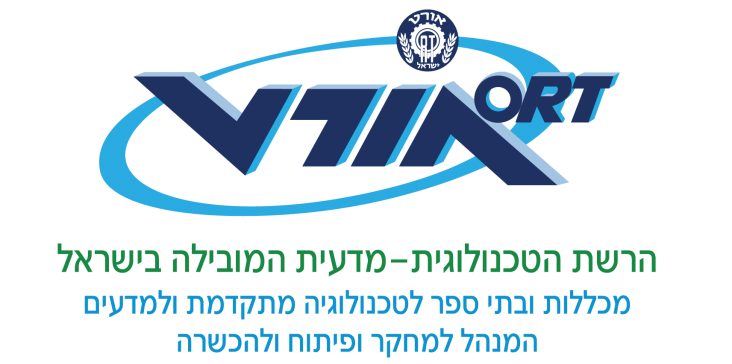 אורט
ישראל
אורט ORT
הרשת הטכנולוגית–מדעית המובילה בישראל
מכללות ובתי ספר לטכנולוגיה מתקדמת ולמדעים
המנהל למחקר ופיתוח ולהכשרה